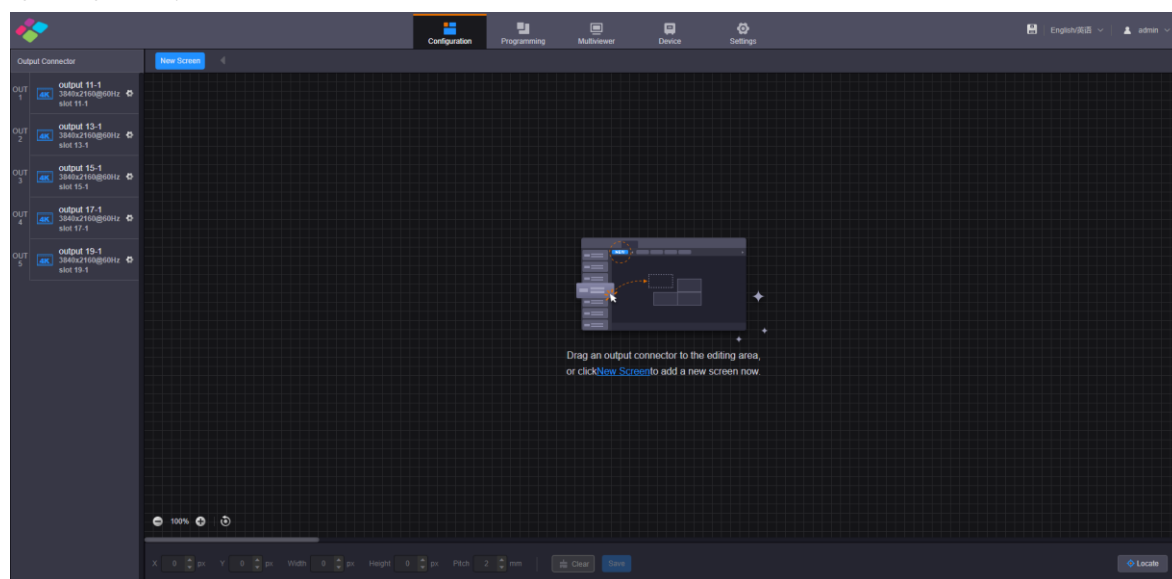 Configuration
Programming
Multiviewer
Device
Settings
English/英语
admin
Output Connector
New Screen
OUT
1
4K
output 11-1
3840x2160@60Hz
slot 11-1
OUT
2
4K
output 13-1
3840x2160@60Hz
slot 13-1
OUT
3
4K
output 15-1
3840x2160@60Hz
slot 15-1
OUT
4
4K
output 17-1
3840x2160@60Hz
slot 17-1
OUT
5
4K
output 19-1
3840x2160@60Hz
slot 19-1
NEW
Drag an output connector to the editing area,
or clickNew Screento add a new screen now.
100%
X 0 px Y 0 px Width 0 px Height 0 px Pitch 2 mm Clear Save Locate